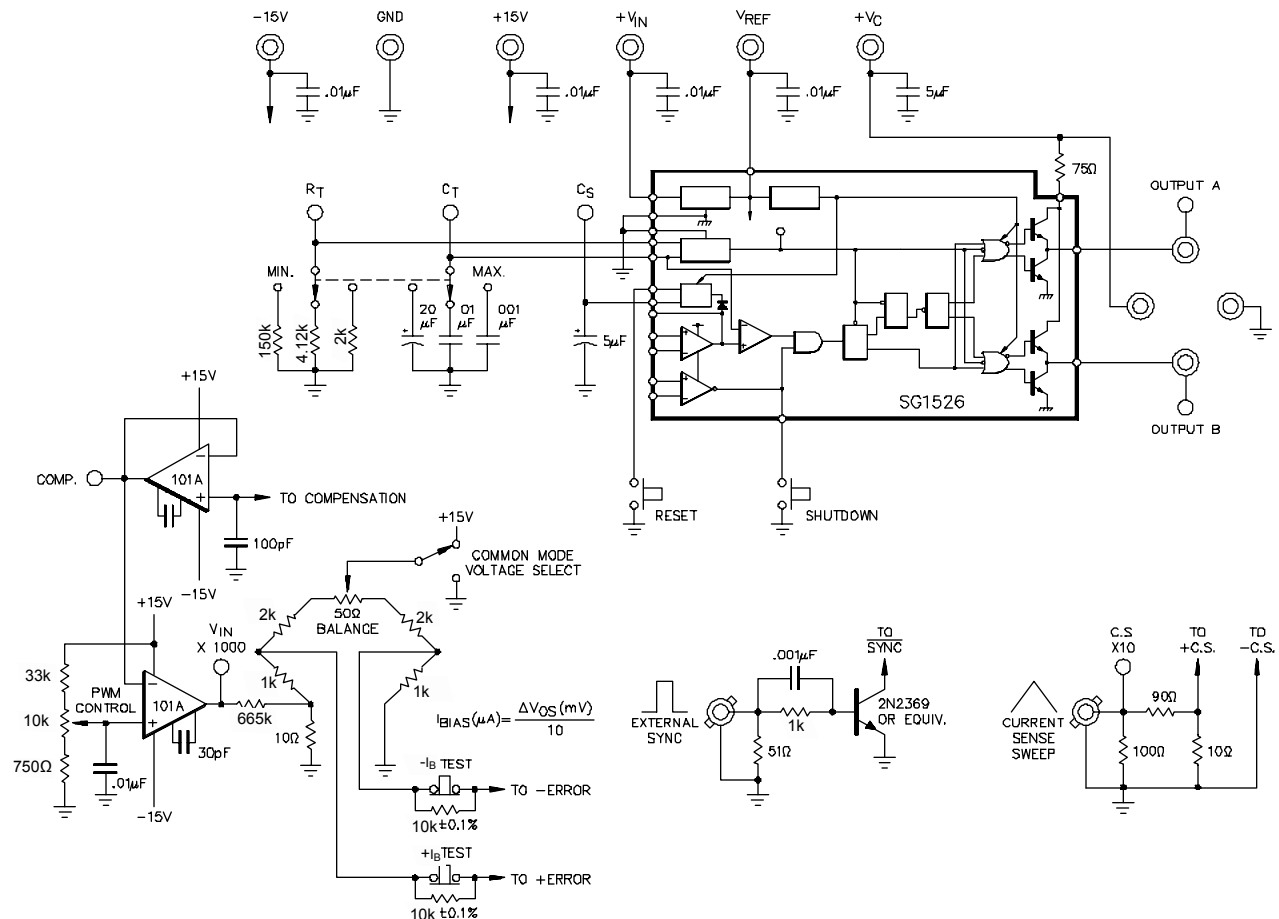 -15V
GND
+15V
+VIN
VREF
+VC
.01µF
.01µF
.01µF
.01µF
5µF
75Ω
RT
CT
CS
OUTPUT A
MIN.
MAX.
150k
4.12k
2k
20 µF
.01 µF
.001 µF
5µF
SG1526
OUTPUT B
+15V
COMP.
101A
TO COMPENSATION
100pF
-15V
RESET
SHUTDOWN
+15V
COMMON MODE
VOLTAGE SELECT
50Ω
BALANCE
2k
2k
1k
1k
+15V
VIN
X 1000
33k
10k
750Ω
PWM
CONTROL
101A
30pF
.01µF
-15V
665k
10Ω
IBIAS(µA)=ΔVOS(mV)/10
-IB TEST
TO -ERROR
10k±0.1%
+IB TEST
TO +ERROR
10k ±0.1%
EXTERNAL
SYNC
.001µF
1k
51Ω
TO
SYNC
2N2369
OR EQUIV.
CURRENT
SENSE
SWEEP
C.S
X10
TO
+C.S.
TO
-C.S.
90Ω
100Ω
10Ω